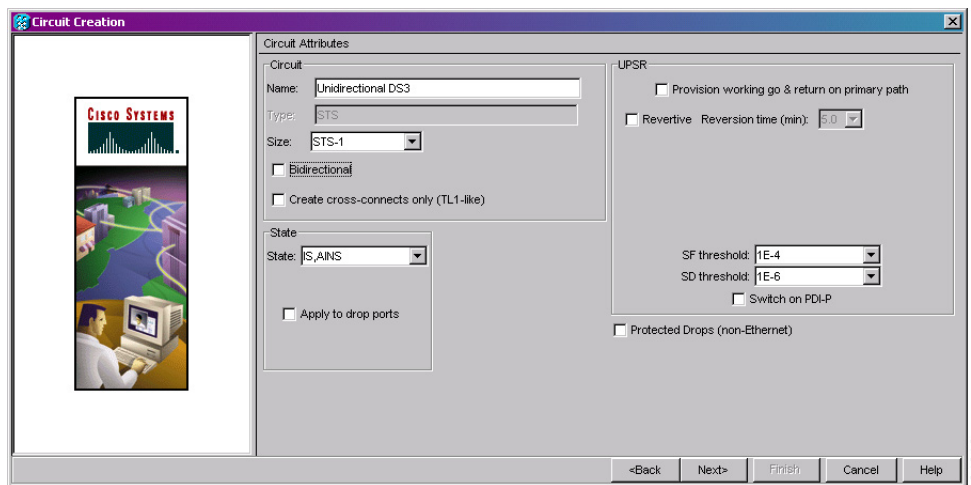 Circuit Creation
CISCO SYSTEMS
Circuit Attributes
Circuit
Name: Unidirectional DS3
Type: STS
Size: STS-1
Bidirectional
Create cross-connects only (TL1-like)
State
State: IS,AINS
Apply to drop ports
UPSR
Provision working go & return on primary path
Revertive Reversion time (min): 5.0
SF threshold: 1E-4
SD threshold: 1E-6
Switch on PDI-P
Protected Drops (non-Ethernet)
<Back Next> Finish Cancel Help